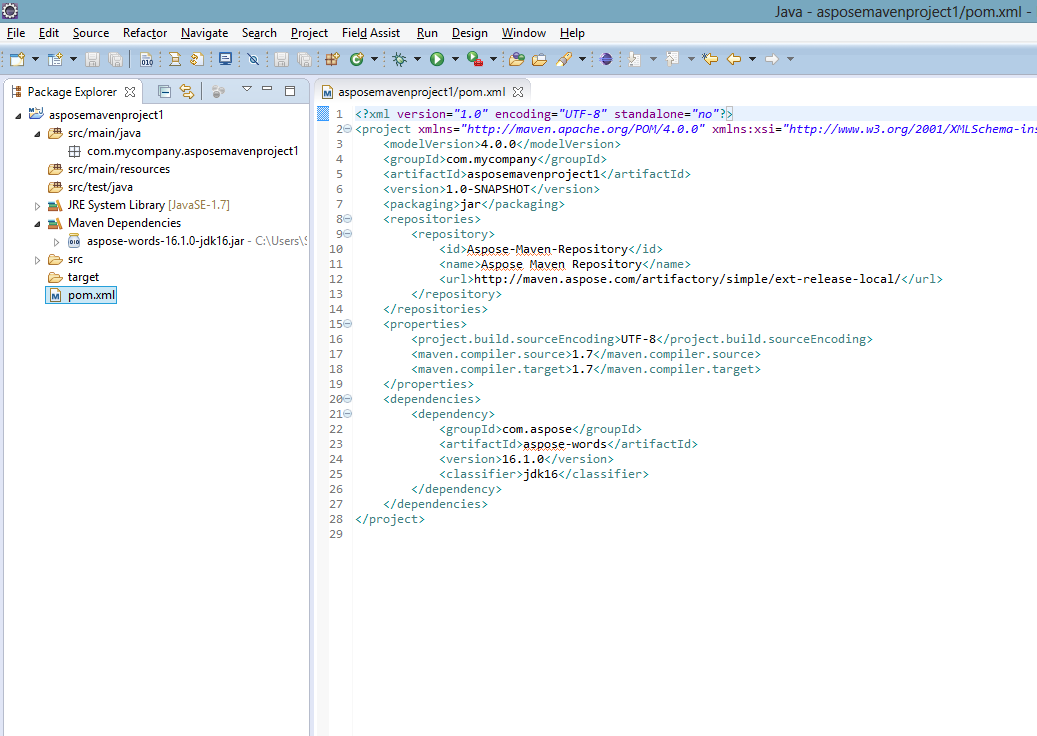 Java - asposemavenproject1/pom.xml -
File Edit Source Refactor Navigate Search Project Field Assist Run Design Window Help
Package Explorer
asposemavenproject1
src/main/java
com.mycompany.asposemavenproject1
src/main/resources
src/test/java
JRE System Library [JavaSE-1.7]
Maven Dependencies
aspose-words-16.1.0-jdk16.jar - C:\Users\S
src
target
pom.xml
asposemavenproject1/pom.xml
1 <?xml version="1.0" encoding="UTF-8" standalone="no"?>
2 <project xmlns="http://maven.apache.org/POM/4.0.0" xmlns:xsi="http://www.w3.org/2001/XMLSchema-ins
3 <modelVersion>4.0.0</modelVersion>
4 <groupId>com.mycompany</groupId>
5 <artifactId>asposemavenproject1</artifactId>
6 <version>1.0-SNAPSHOT</version>
7 <packaging>jar</packaging>
8 <repositories>
9 <repository>
10 <id>Aspose-Maven-Repository</id>
11 <name>Aspose Maven Repository</name>
12 <url>http://maven.aspose.com/artifactory/simple/ext-release-local/</url>
13 </repository>
14 </repositories>
15 <properties>
16 <project.build.sourceEncoding>UTF-8</project.build.sourceEncoding>
17 <maven.compiler.source>1.7</maven.compiler.source>
18 <maven.compiler.target>1.7</maven.compiler.target>
19 </properties>
20 <dependencies>
21 <dependency>
22 <groupId>com.aspose</groupId>
23 <artifactId>aspose-words</artifactId>
24 <version>16.1.0</version>
25 <classifier>jdk16</classifier>
26 </dependency>
27 </dependencies>
28 </project>
29